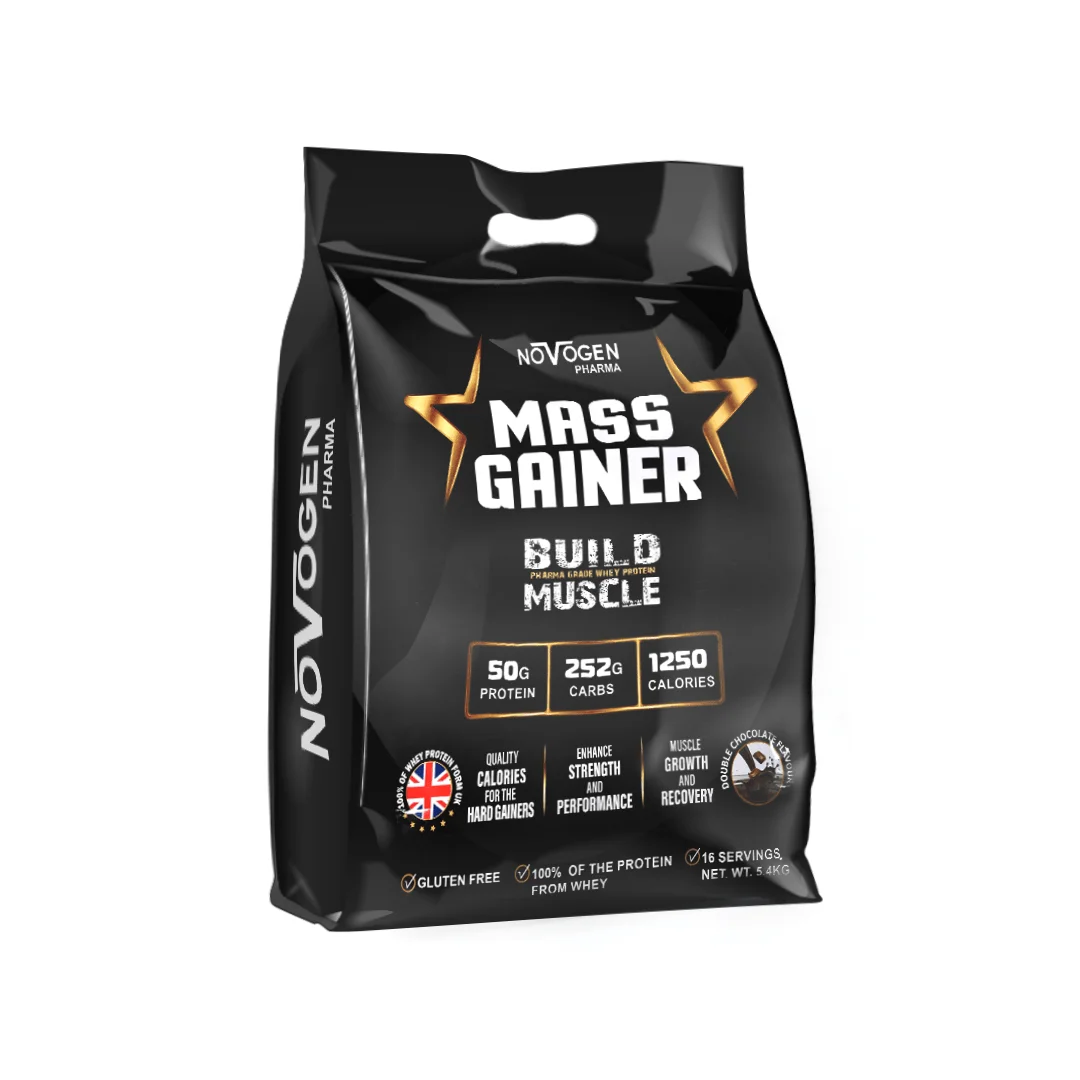 NOVOGEN
PHARMA
NOVOGEN
PHARMA
MASS
GAINER
BUILD
PHARMA GRADE WHEY PROTEIN
MUSCLE
50G
PROTEIN
252G
CARBS
1250
CALORIES
100% OF WHEY PROTEIN FORM UK
QUALITY
CALORIES
FOR THE
HARD GAINERS
ENHANCE
STRENGTH
AND
PERFORMANCE
MUSCLE
GROWTH
AND
RECOVERY
DOUBLE CHOCOLATE FLAVOUR
GLUTEN FREE
100% OF THE PROTEIN
FROM WHEY
16 SERVINGS,
NET. WT. 5.4KG